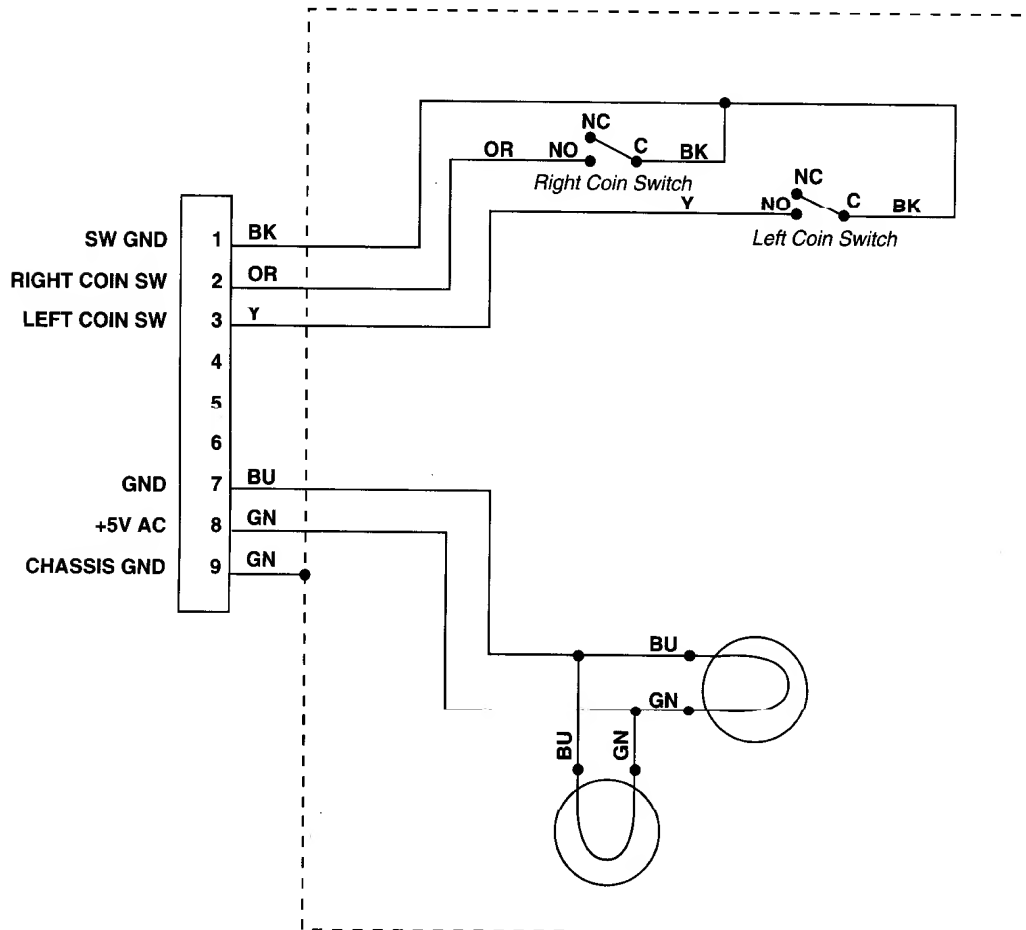 NC
OR NO C BK
Right Coin Switch
NC
Y NO C BK
Left Coin Switch
SW GND 1 BK
RIGHT COIN SW 2 OR
LEFT COIN SW 3 Y
4
5
6
GND 7 BU
+5V AC 8 GN
CHASSIS GND 9 GN
BU
GN
BU GN